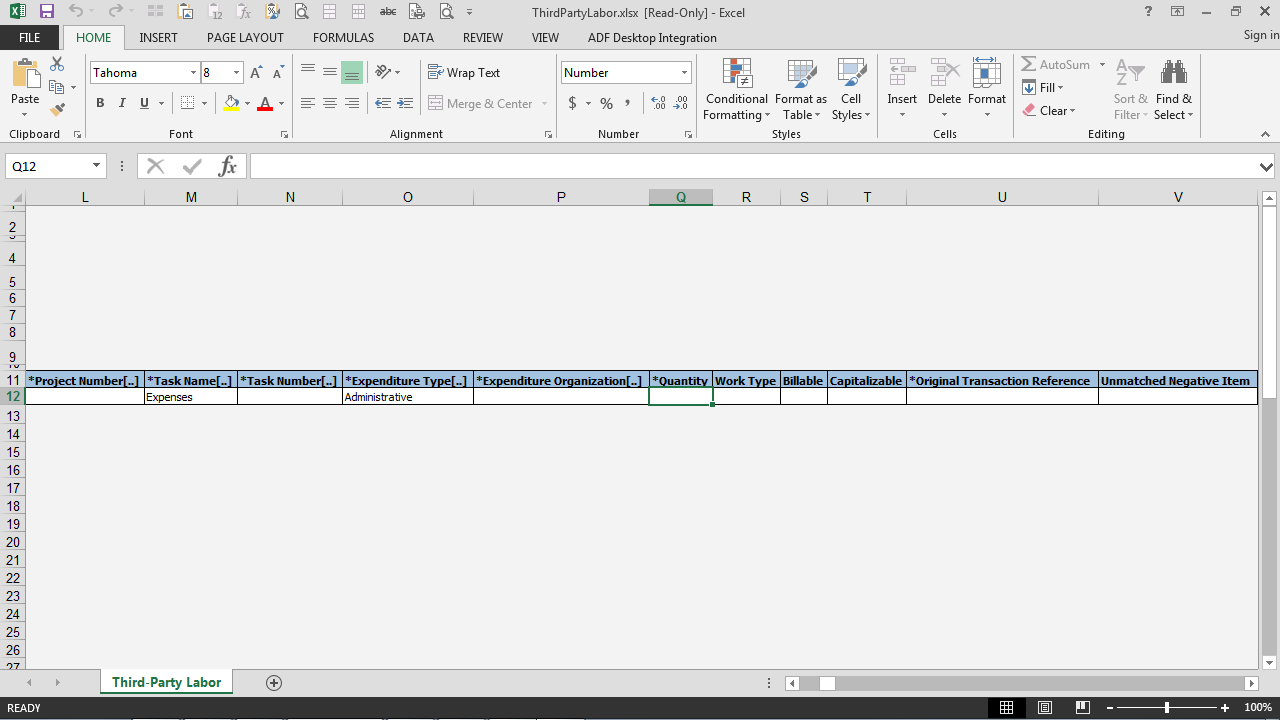 ThirdPartyLabor.xlsx [Read-Only] - Excel
FILE HOME INSERT PAGE LAYOUT FORMULAS DATA REVIEW VIEW ADF Desktop Integration Sign in
Paste
Clipboard
Tahoma 8
B I U A
Font
Wrap Text
Merge & Center
Alignment
Number
$ % ,
Number
Conditional Formatting
Format as Table
Cell Styles
Styles
Insert Delete Format
Cells
AutoSum
Fill
Clear
Sort & Filter
Find & Select
Editing
Q12 fx
L M N O P Q R S T U V
2
4
5
6
7
8
9
11 *Project Number[..] *Task Name[..] *Task Number[..] *Expenditure Type[..] *Expenditure Organization[..] *Quantity Work Type Billable Capitalizable *Original Transaction Reference Unmatched Negative Item
12 Expenses Administrative
13
14
15
16
17
18
19
20
21
22
23
24
25
26
27
Third-Party Labor
READY 100%